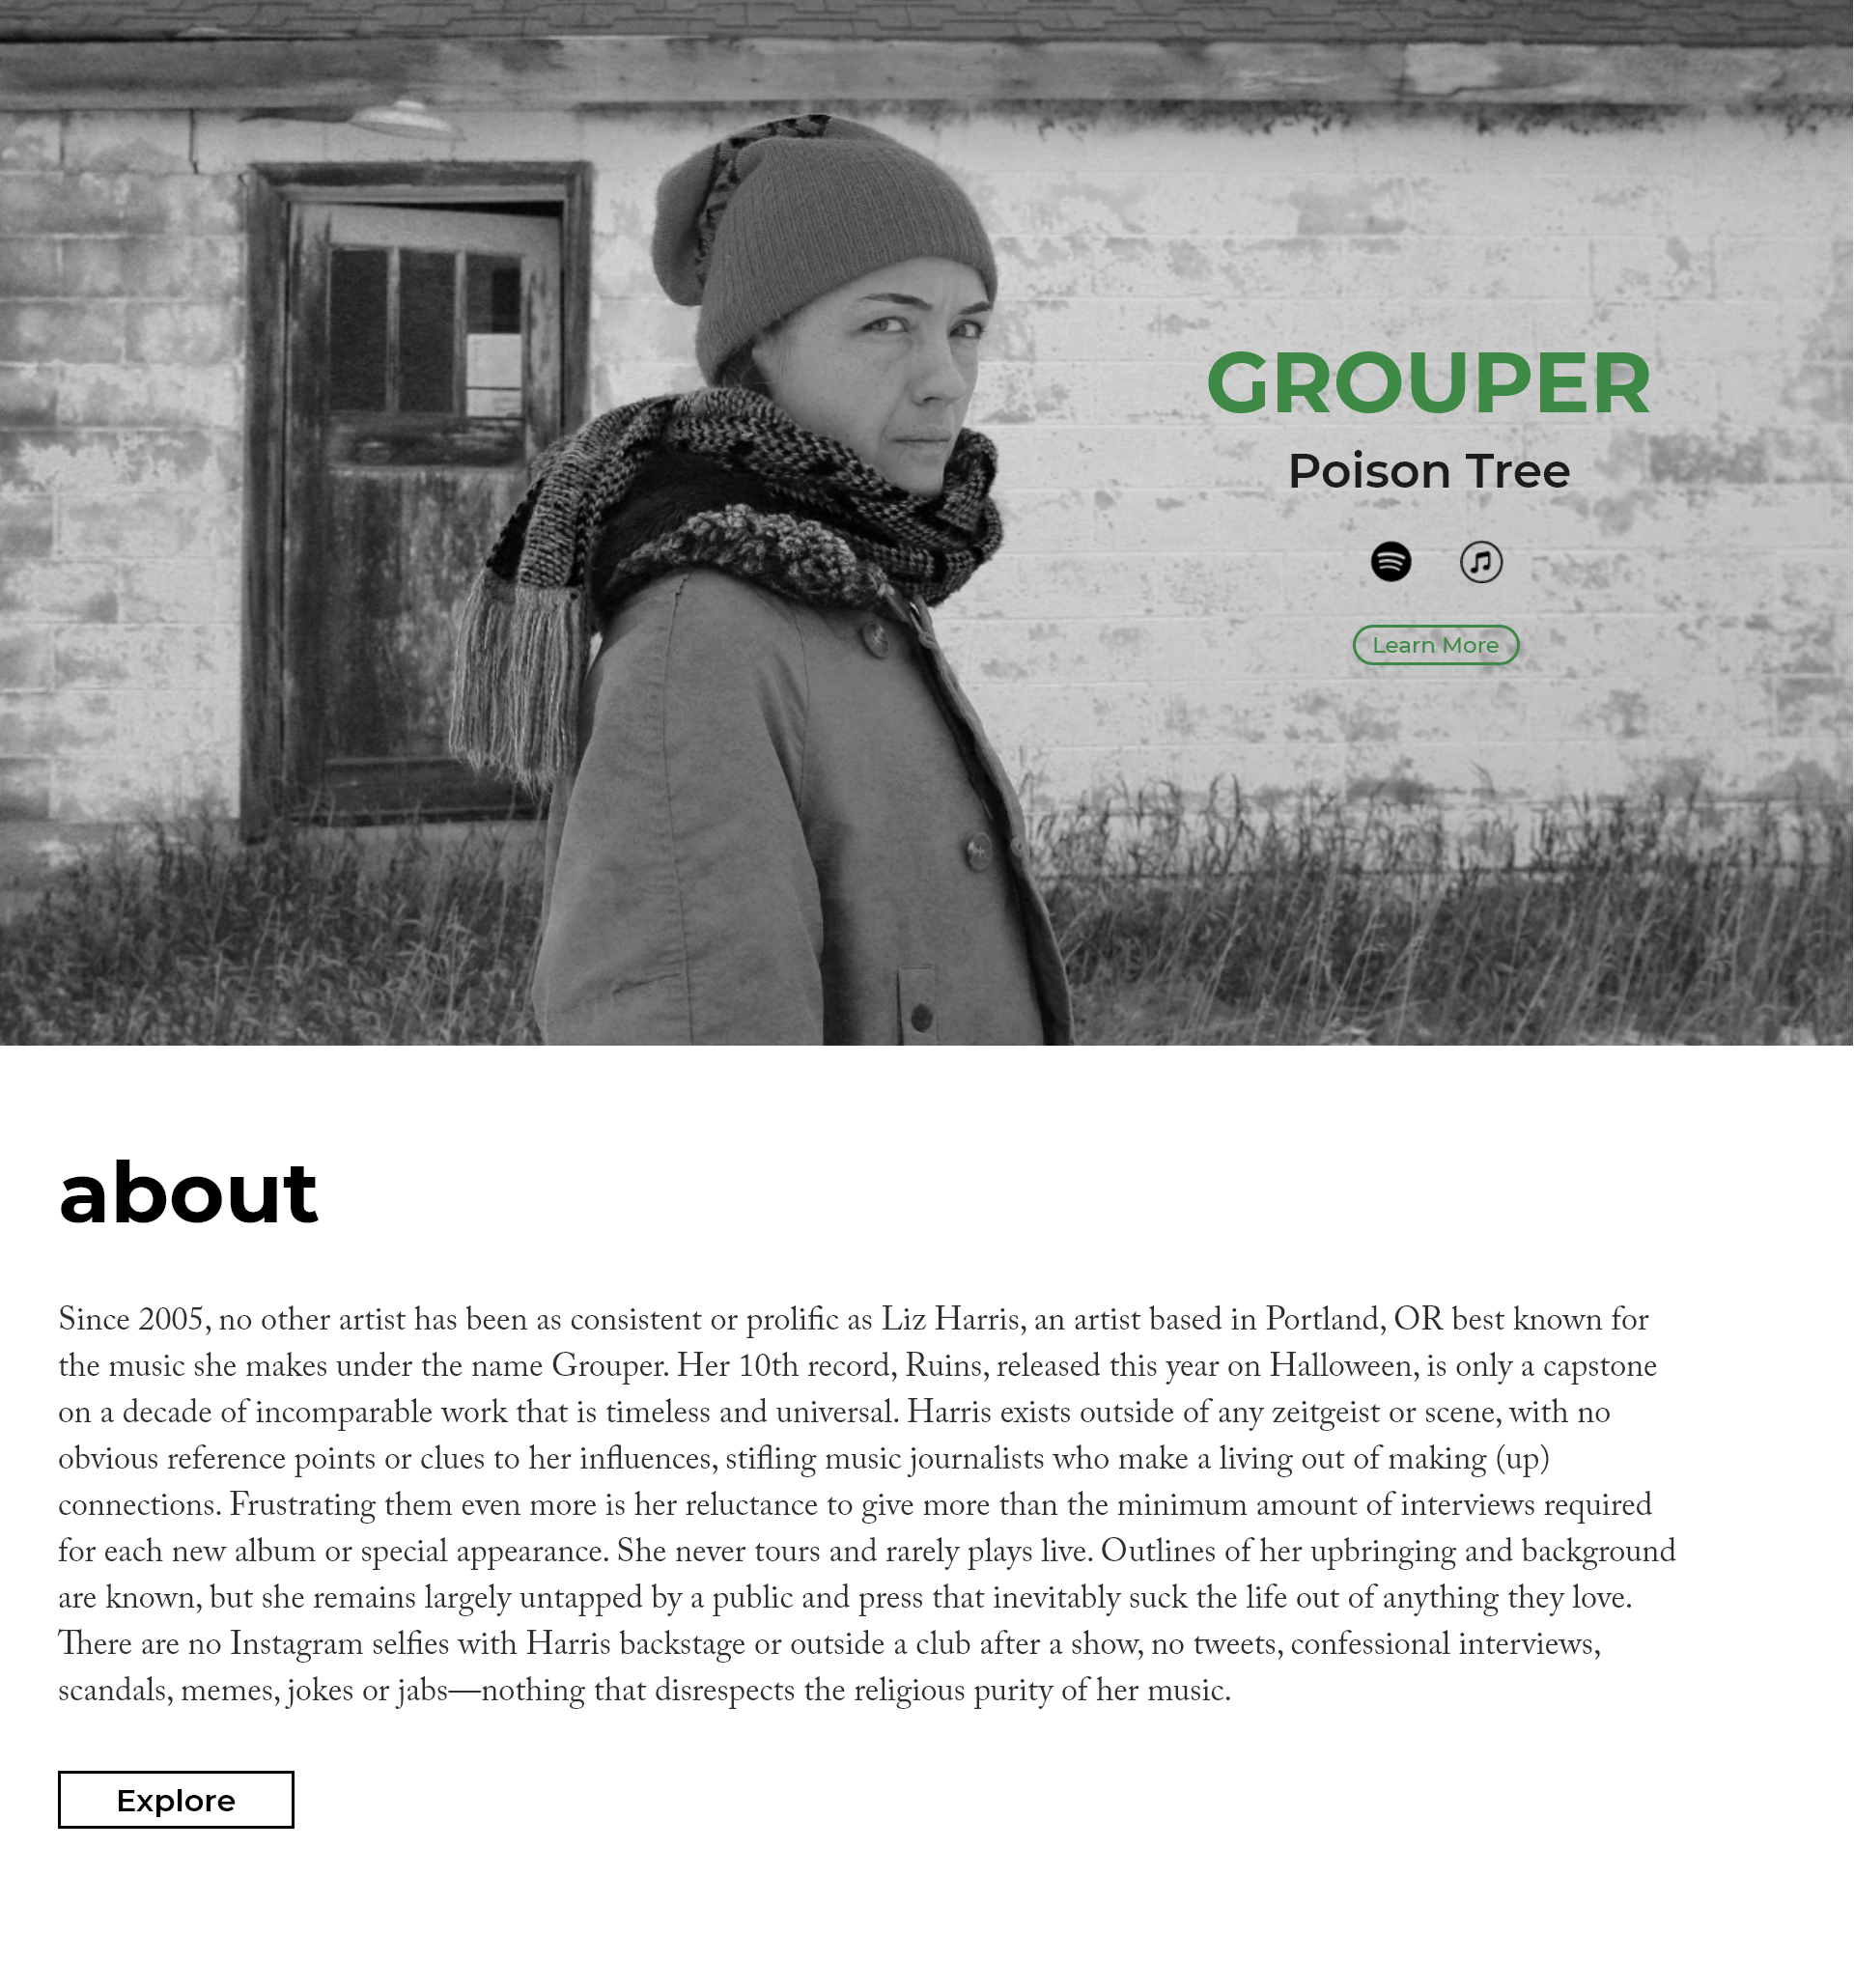 GROUPER
Poison Tree
Learn More
about
Since 2005, no other artist has been as consistent or prolific as Liz Harris, an artist based in Portland, OR best known for
the music she makes under the name Grouper. Her 10th record, Ruins, released this year on Halloween, is only a capstone
on a decade of incomparable work that is timeless and universal. Harris exists outside of any zeitgeist or scene, with no
obvious reference points or clues to her influences, stifling music journalists who make a living out of making (up)
connections. Frustrating them even more is her reluctance to give more than the minimum amount of interviews required
for each new album or special appearance. She never tours and rarely plays live. Outlines of her upbringing and background
are known, but she remains largely untapped by a public and press that inevitably suck the life out of anything they love.
There are no Instagram selfies with Harris backstage or outside a club after a show, no tweets, confessional interviews,
scandals, memes, jokes or jabs—nothing that disrespects the religious purity of her music.
Explore